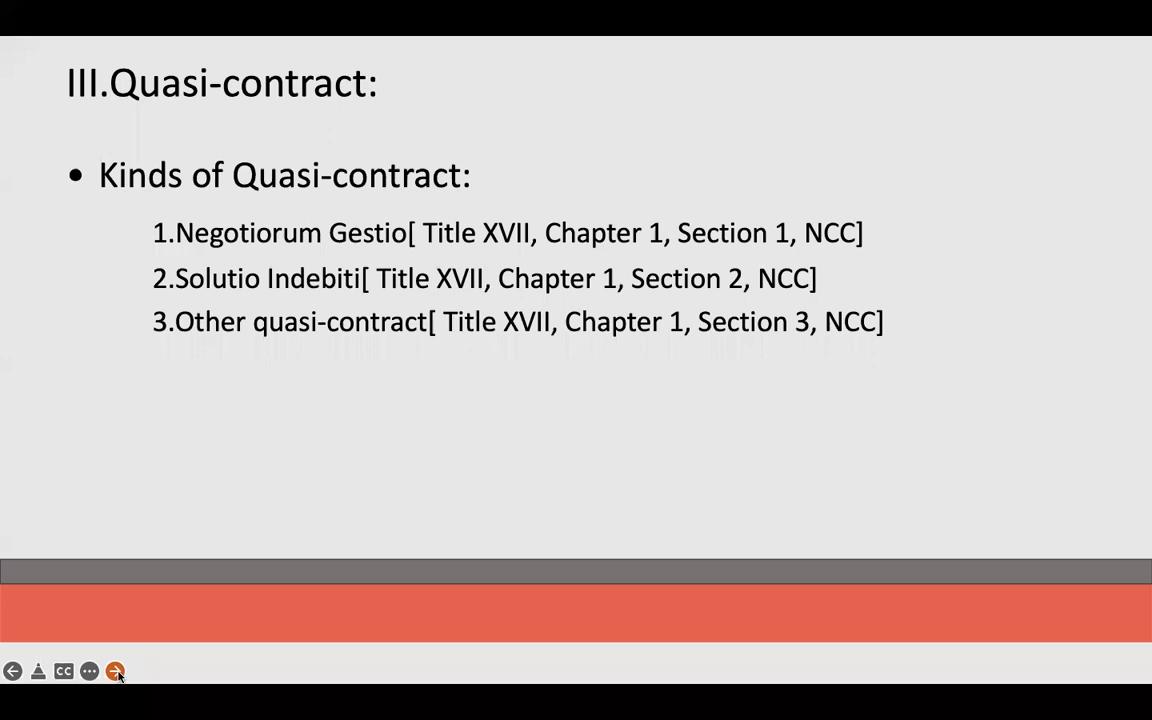 III.Quasi-contract:
• Kinds of Quasi-contract:
1.Negotiorum Gestio[ Title XVII, Chapter 1, Section 1, NCC]
2.Solutio Indebiti[ Title XVII, Chapter 1, Section 2, NCC]
3.Other quasi-contract[ Title XVII, Chapter 1, Section 3, NCC]
CC